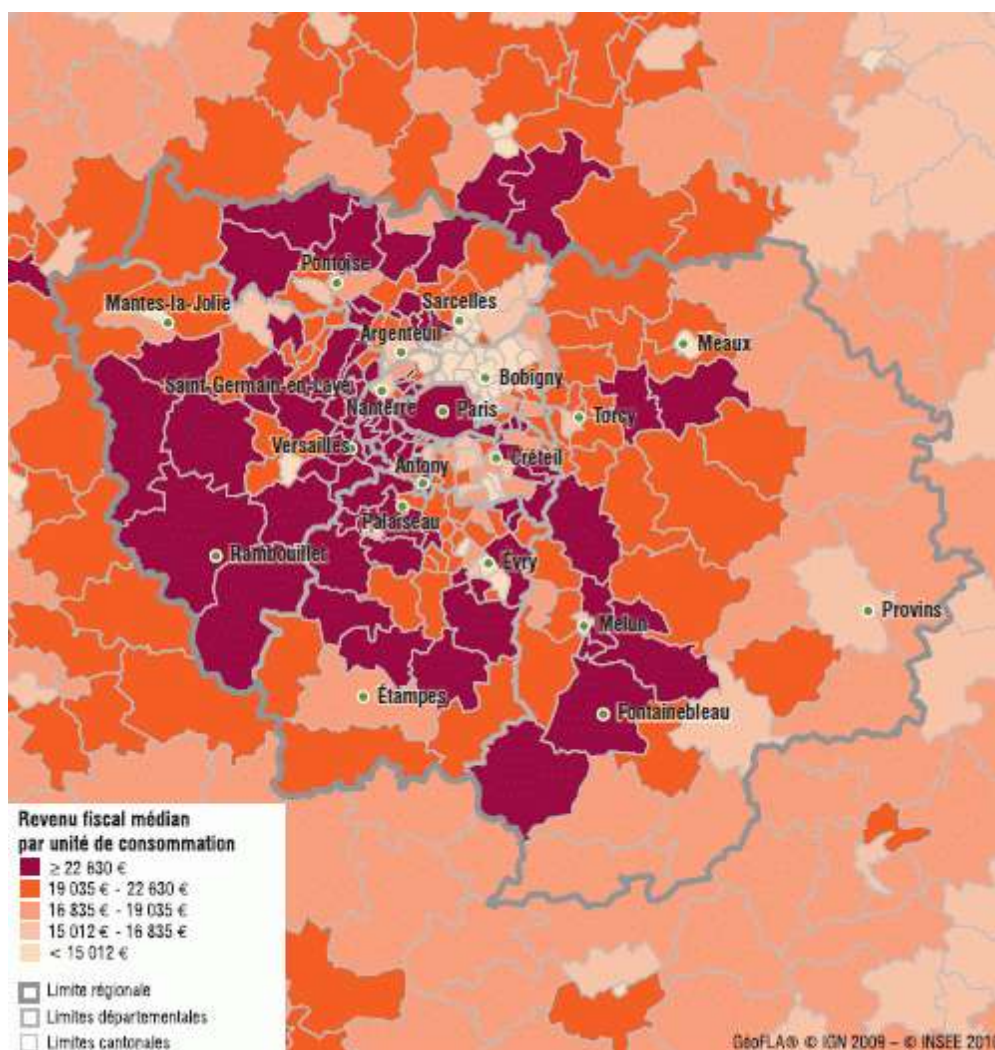 Pontoise
Mantes-la-Jolie
Sarcelles
Argenteuil
Meaux
Saint-Germain-en-Laye
Bobigny
Nanterre
Paris
Torcy
Versailles
Antony
Créteil
Palaiseau
Rambouillet
Évry
Provins
Melun
Étampes
Fontainebleau
Revenu fiscal médian
par unité de consommation
≥ 22 630 €
19 035 € - 22 630 €
16 835 € - 19 035 €
15 012 € - 16 835 €
< 15 012 €
Limite régionale
Limites départementales
Limites cantonales
GéoFLA® © IGN 2009 – © INSEE 2010